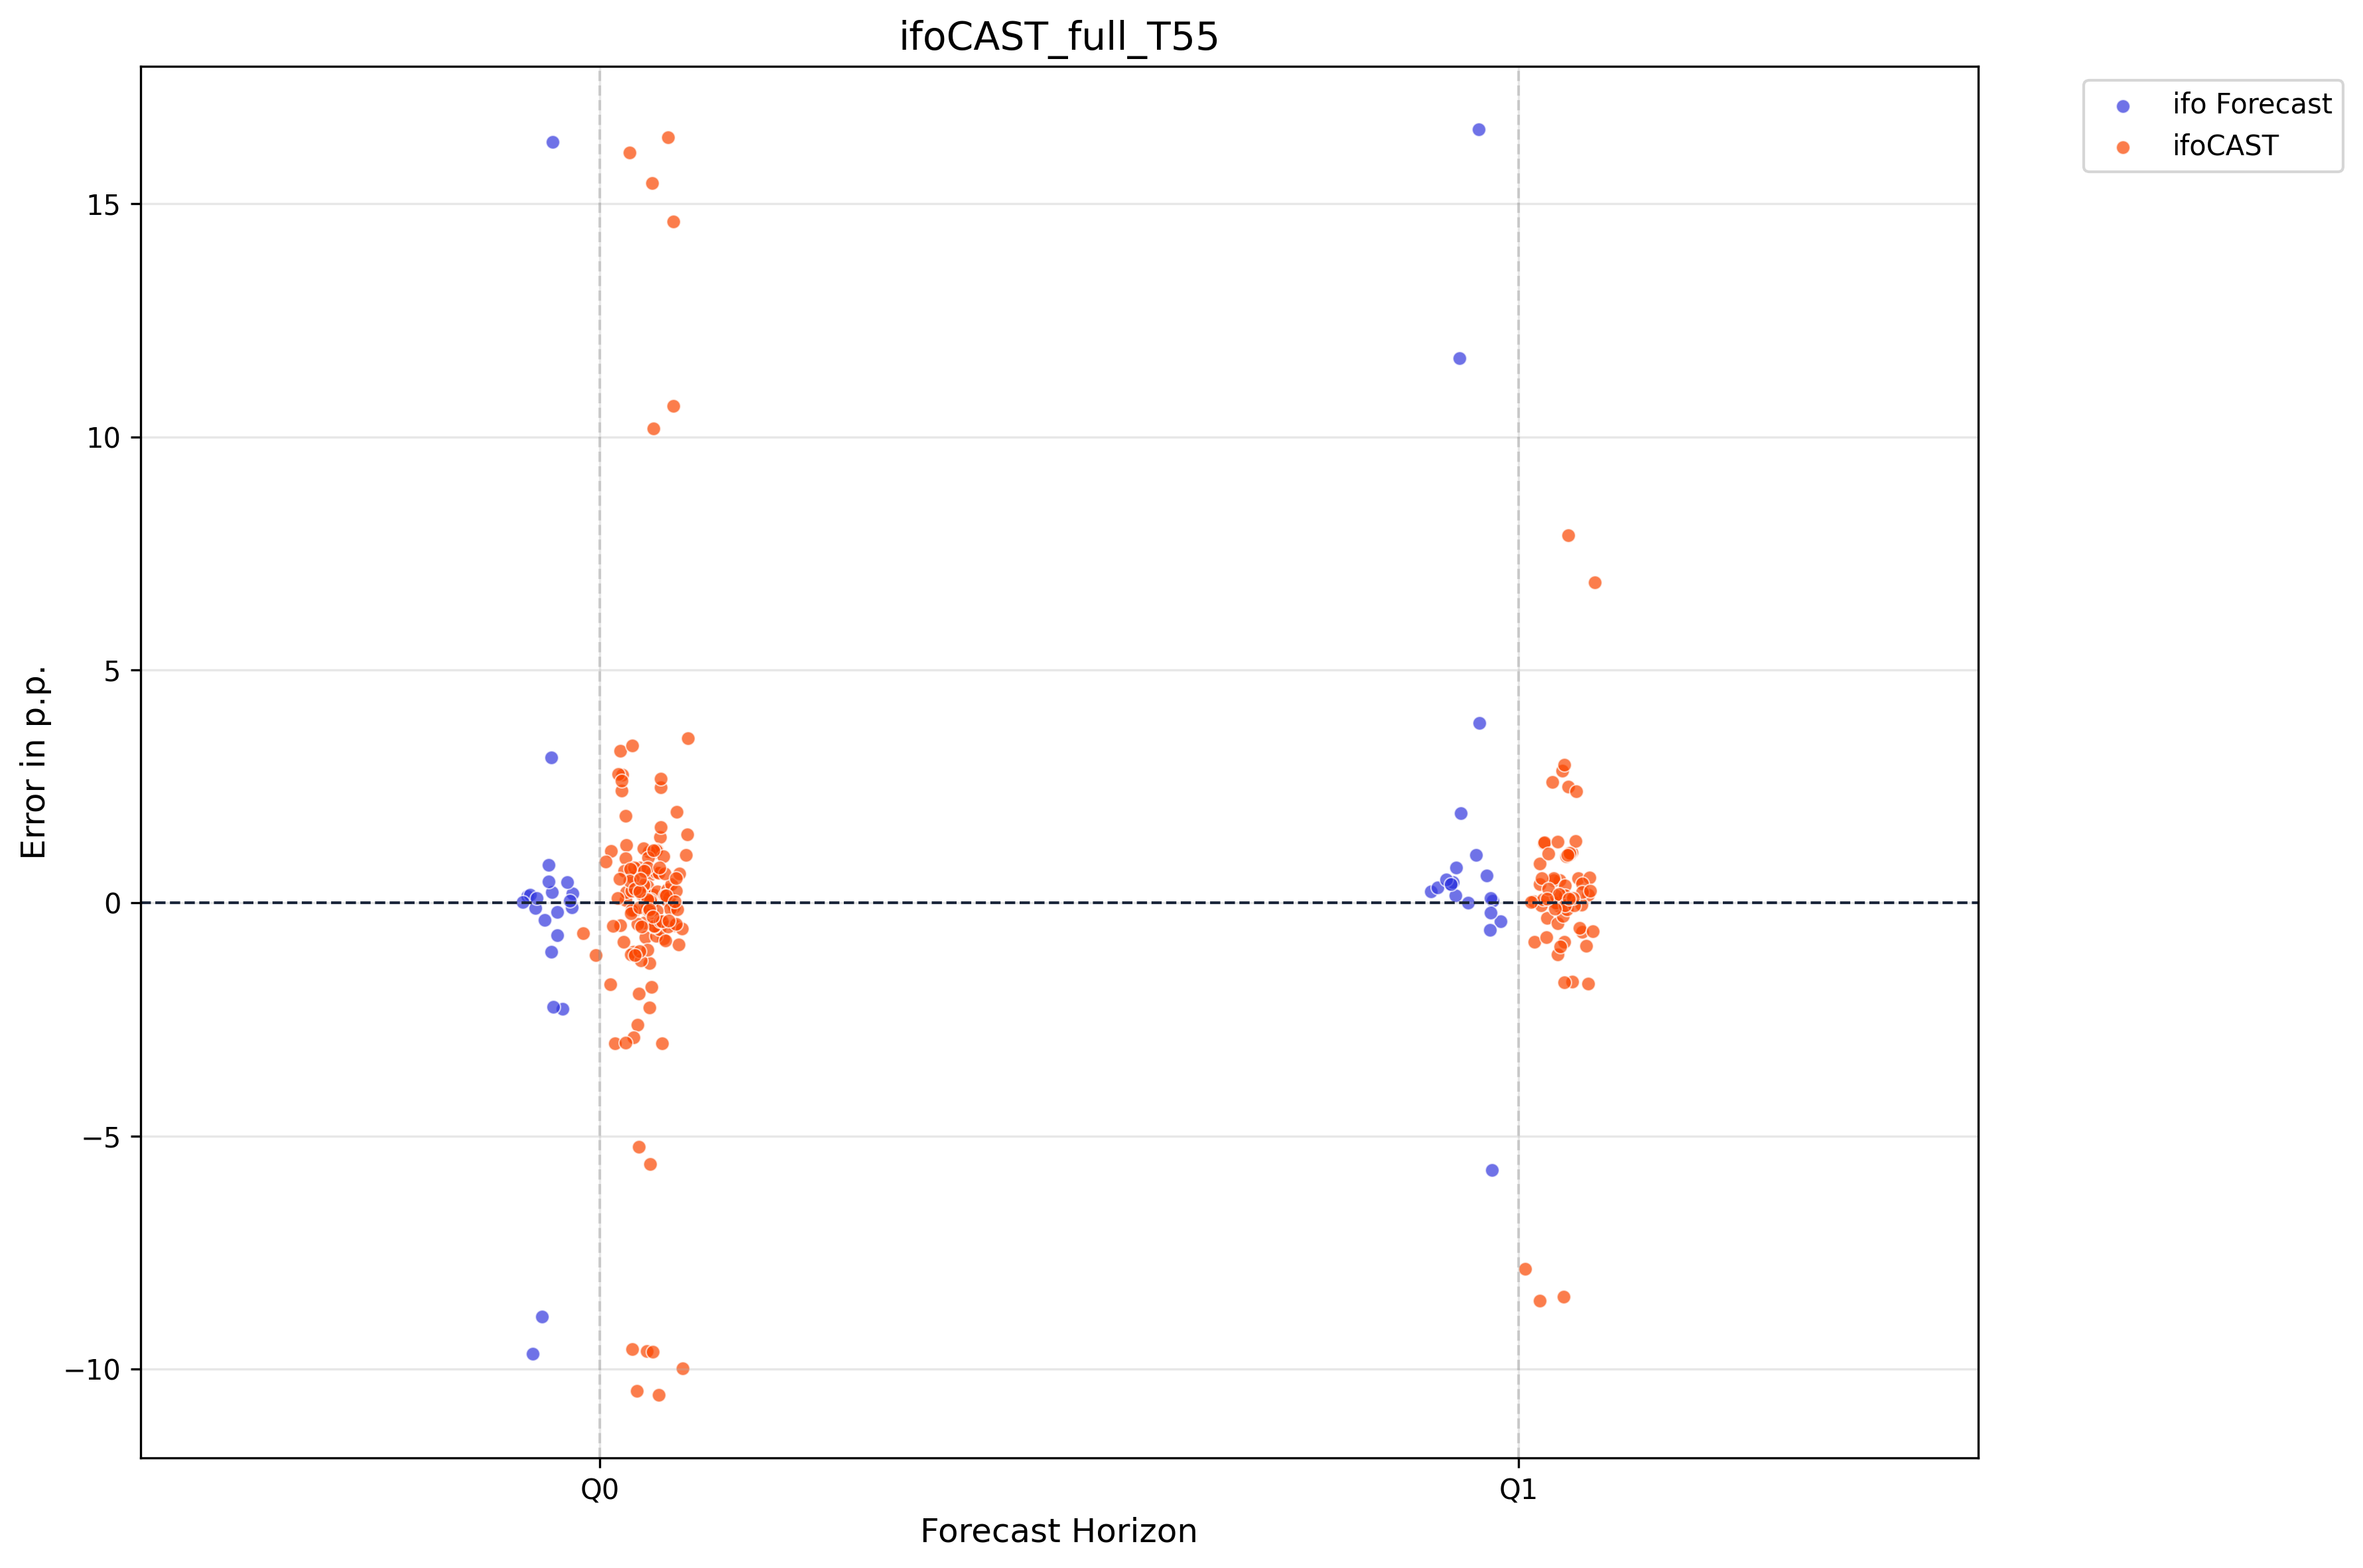 ifoCAST_full_T55
ifo Forecast
ifoCAST
Error in p.p.
15
10
5
0
−5
−10
Q0
Q1
Forecast Horizon